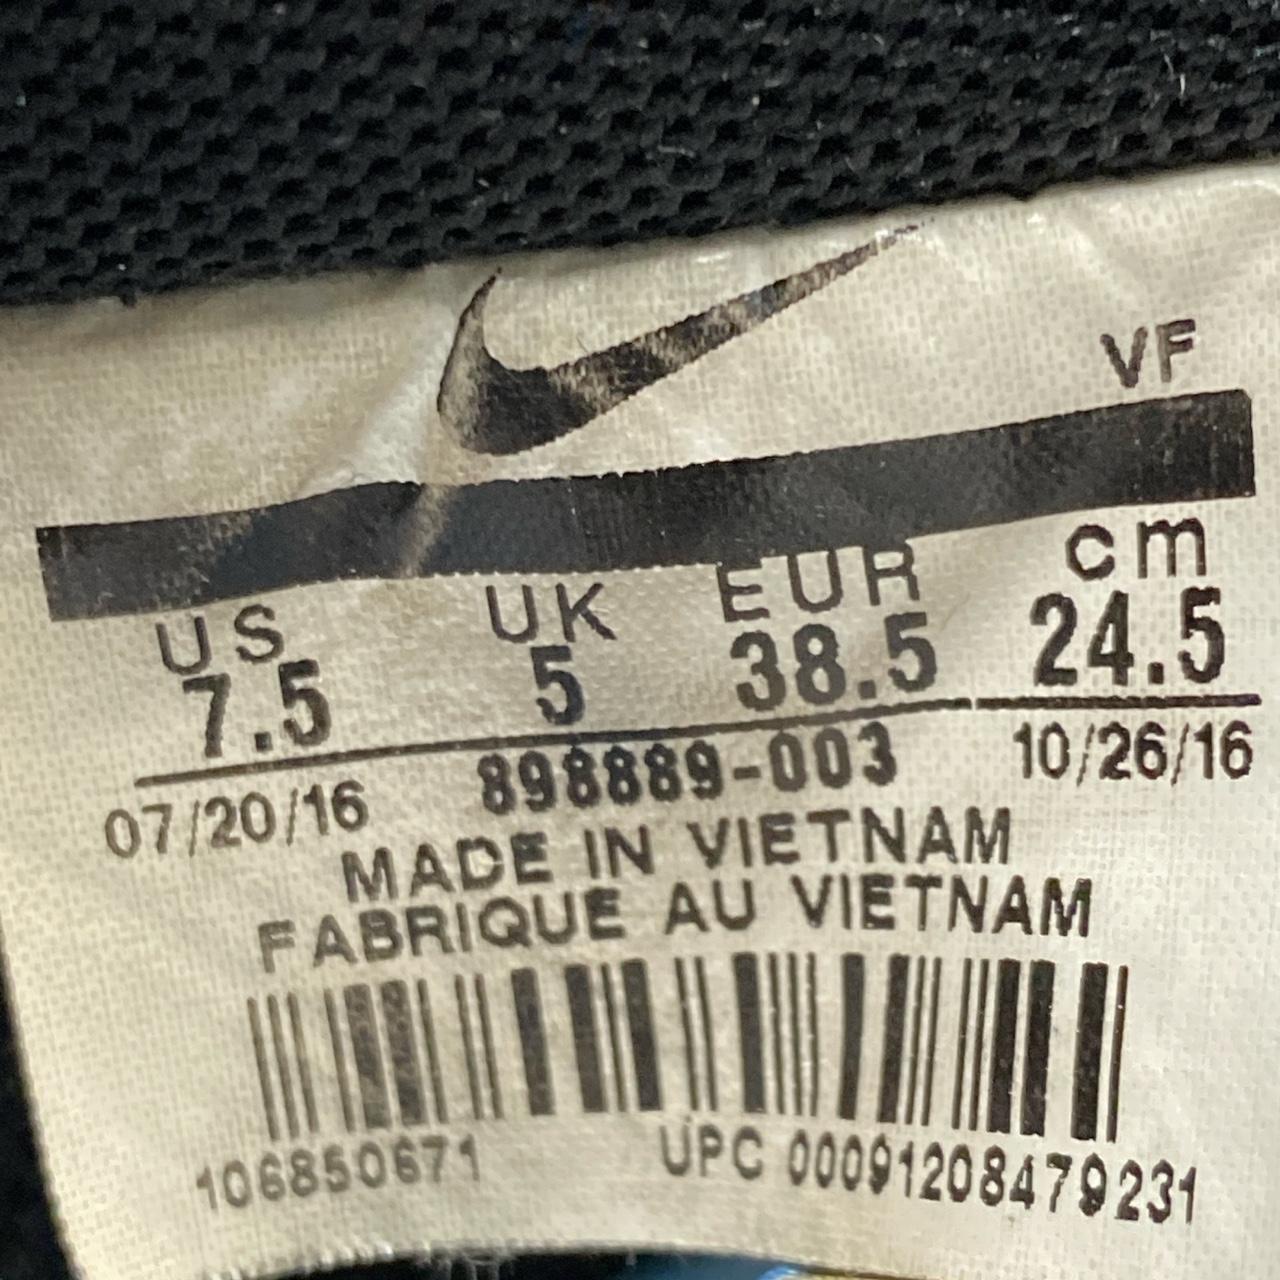 VF
US UK EUR cm
7.5 5 38.5 24.5
07/20/16 898889-003 10/26/16
MADE IN VIETNAM
FABRIQUE AU VIETNAM
106850671 UPC 00091208479231